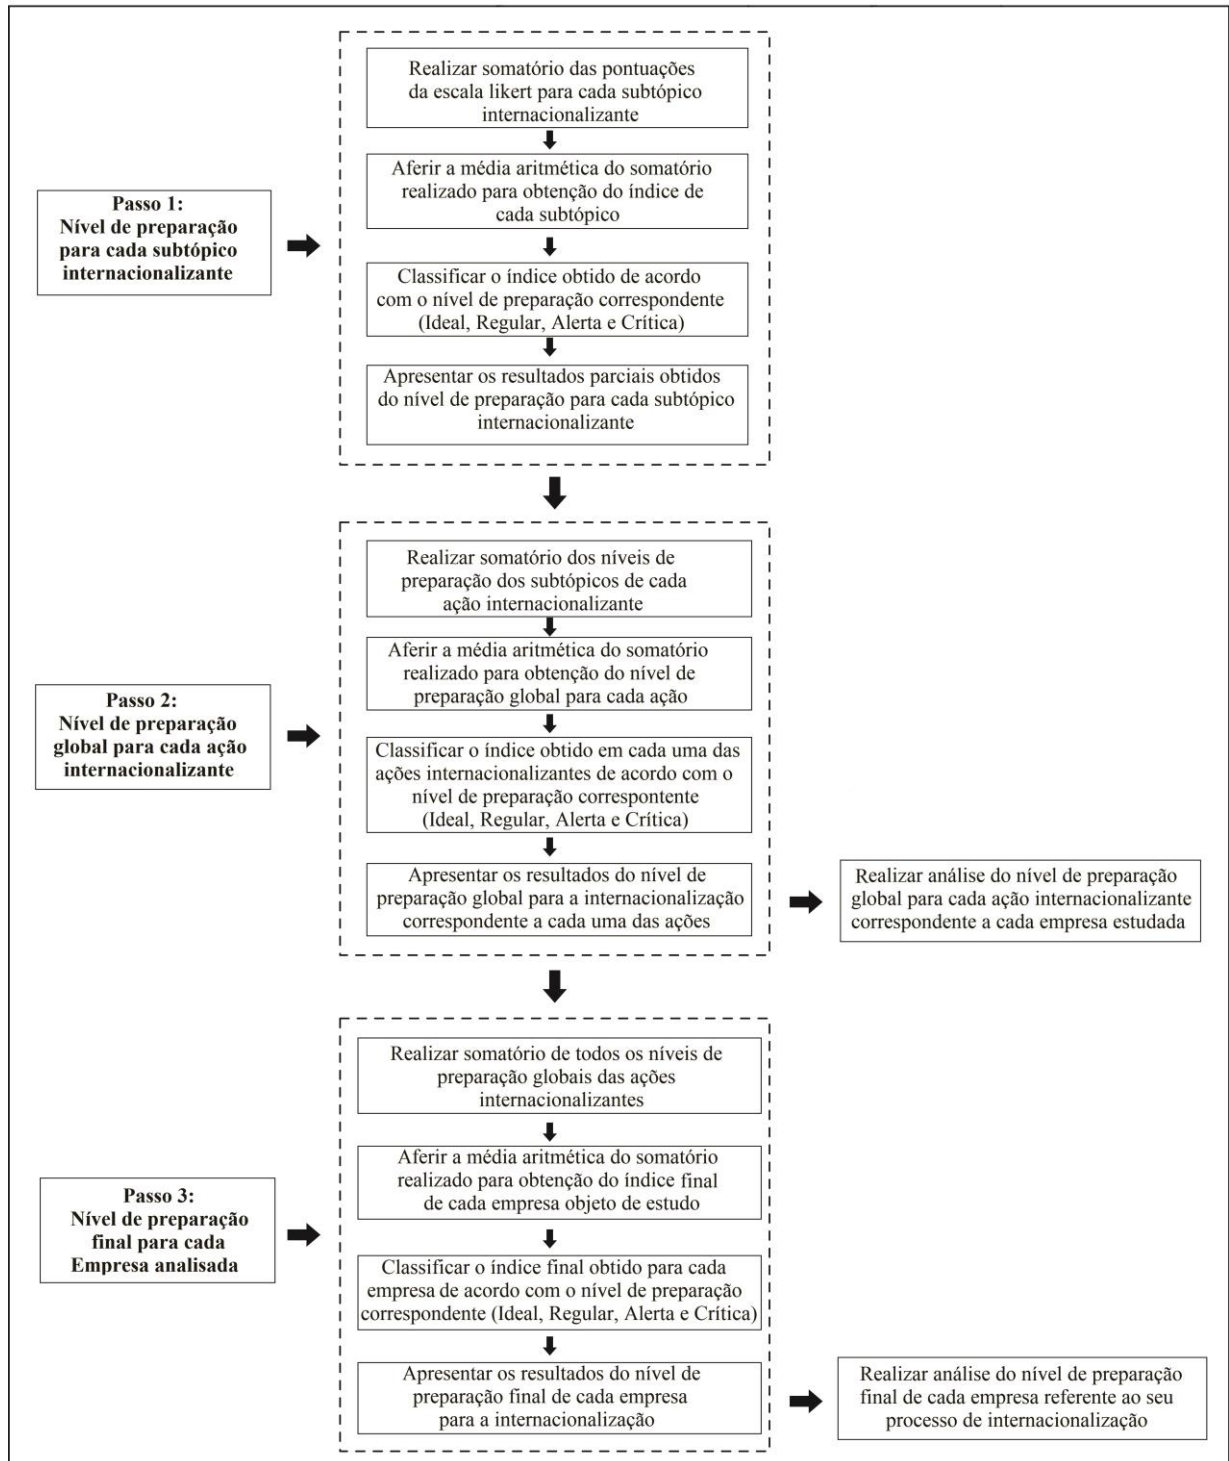 Realizar somatório das pontuações
da escala likert para cada subtópico
internacionalizante
Aferir a média aritmética do somatório
realizado para obtenção do índice de
cada subtópico
Passo 1:
Nível de preparação
para cada subtópico
internacionalizante
Classificar o índice obtido de acordo
com o nível de preparação correspondente
(Ideal, Regular, Alerta e Crítica)
Apresentar os resultados parciais obtidos
do nível de preparação para cada subtópico
internacionalizante
Realizar somatório dos níveis de
preparação dos subtópicos de cada
ação internacionalizante
Aferir a média aritmética do somatório
realizado para obtenção do nível de
preparação global para cada ação
Passo 2:
Nível de preparação
global para cada ação
internacionalizante
Classificar o índice obtido em cada uma das
ações internacionalizantes de acordo com o
nível de preparação correspontente
(Ideal, Regular, Alerta e Crítica)
Apresentar os resultados do nível de
preparação global para a internacionalização
correspondente a cada uma das ações
Realizar análise do nível de preparação
global para cada ação internacionalizante
correspondente a cada empresa estudada
Realizar somatório de todos os níveis de
preparação globais das ações
internacionalizantes
Aferir a média aritmética do somatório
realizado para obtenção do índice final
de cada empresa objeto de estudo
Passo 3:
Nível de preparação
final para cada
Empresa analisada
Classificar o índice final obtido para cada
empresa de acordo com o nível de preparação
correspondente (Ideal, Regular, Alerta e Crítica)
Apresentar os resultados do nível de
preparação final de cada empresa
para a internacionalização
Realizar análise do nível de preparação
final de cada empresa referente ao seu
processo de internacionalização